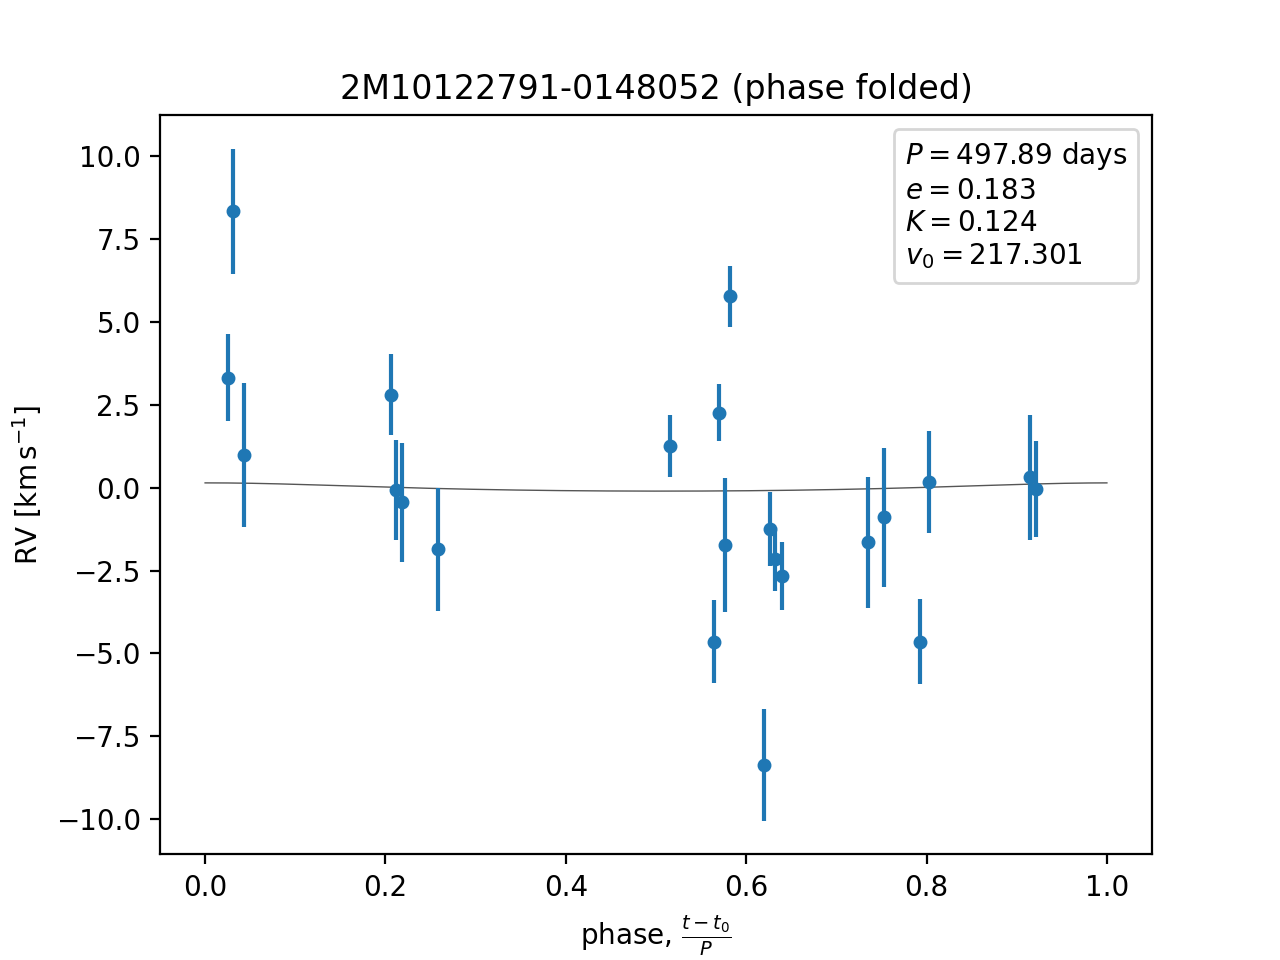 2M10122791-0148052 (phase folded)
P = 497.89 days
e = 0.183
K = 0.124
v₀ = 217.301
10.0
7.5
5.0
2.5
0.0
−2.5
−5.0
−7.5
−10.0
RV [km s⁻¹]
0.0 0.2 0.4 0.6 0.8 1.0
phase, (t − t₀)/P